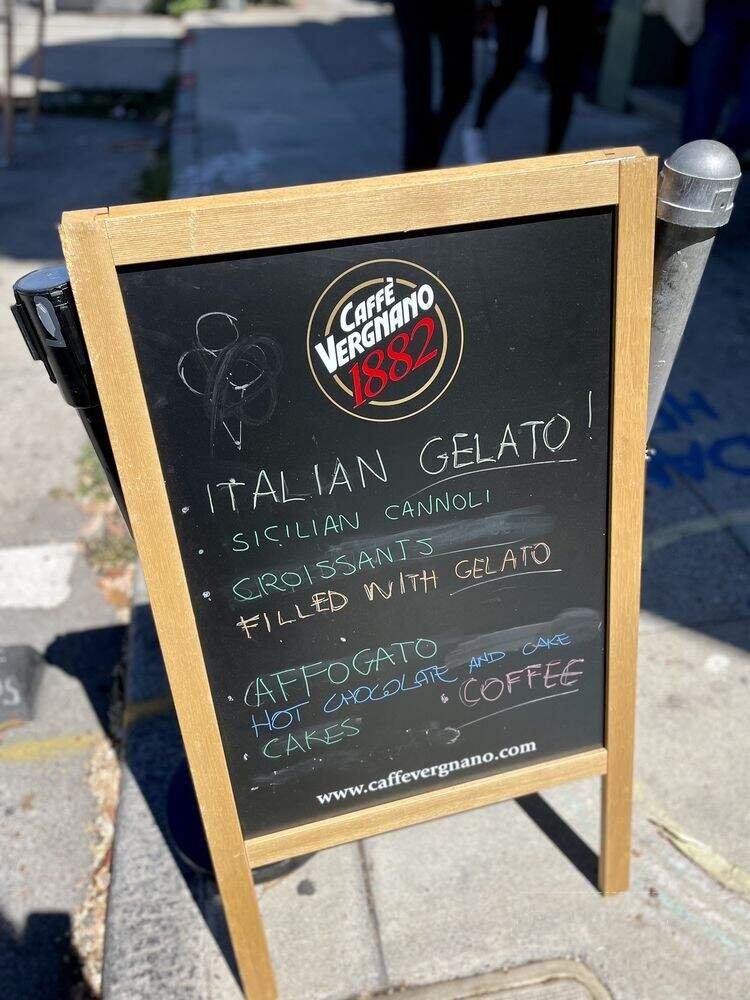 CAFFÈ
VERGNANO
1882
ITALIAN GELATO!
SICILIAN CANNOLI
CROISSANTS
FILLED WITH GELATO
AFFOGATO
HOT CHOCOLATE AND CAKE
COFFEE
CAKES
www.caffevergnano.com